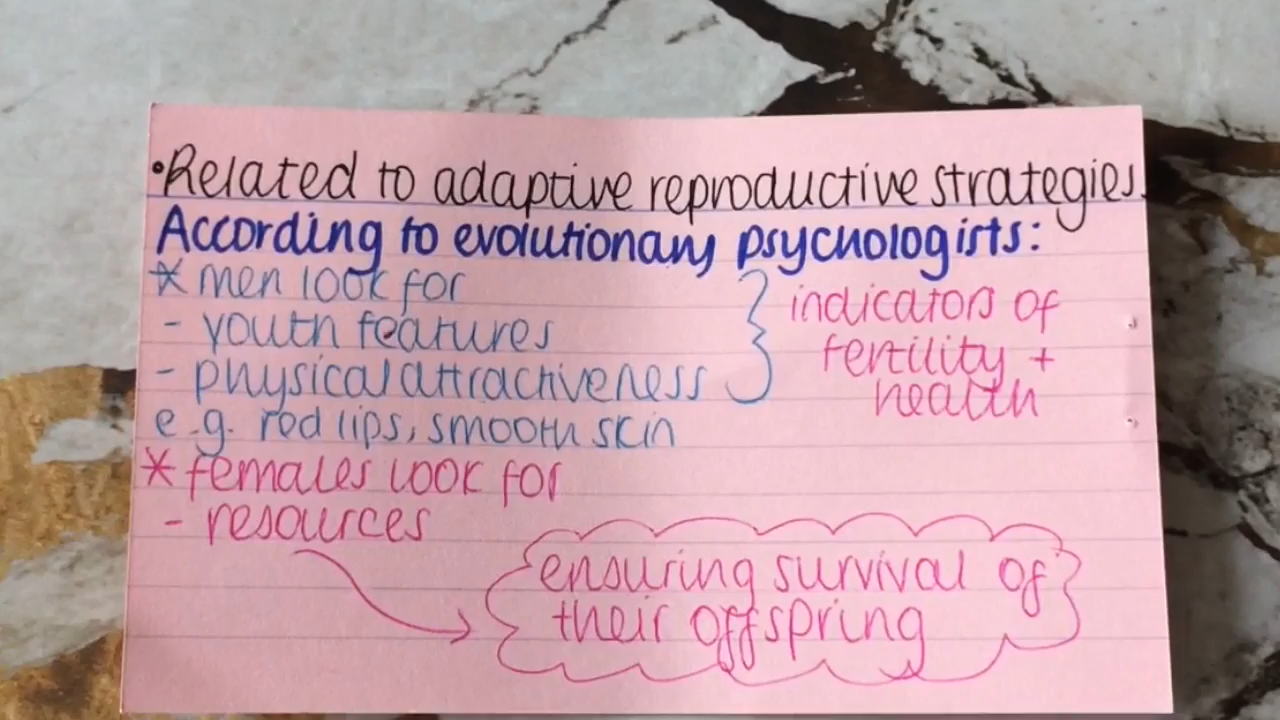 •Related to adaptive reproductive strategies.
According to evolutionary psychologists:
* men look for
- youth features
- physical attractiveness
indicators of
fertility +
health
e.g. red lips, smooth skin
* females look for
- resources
ensuring survival of
their offspring